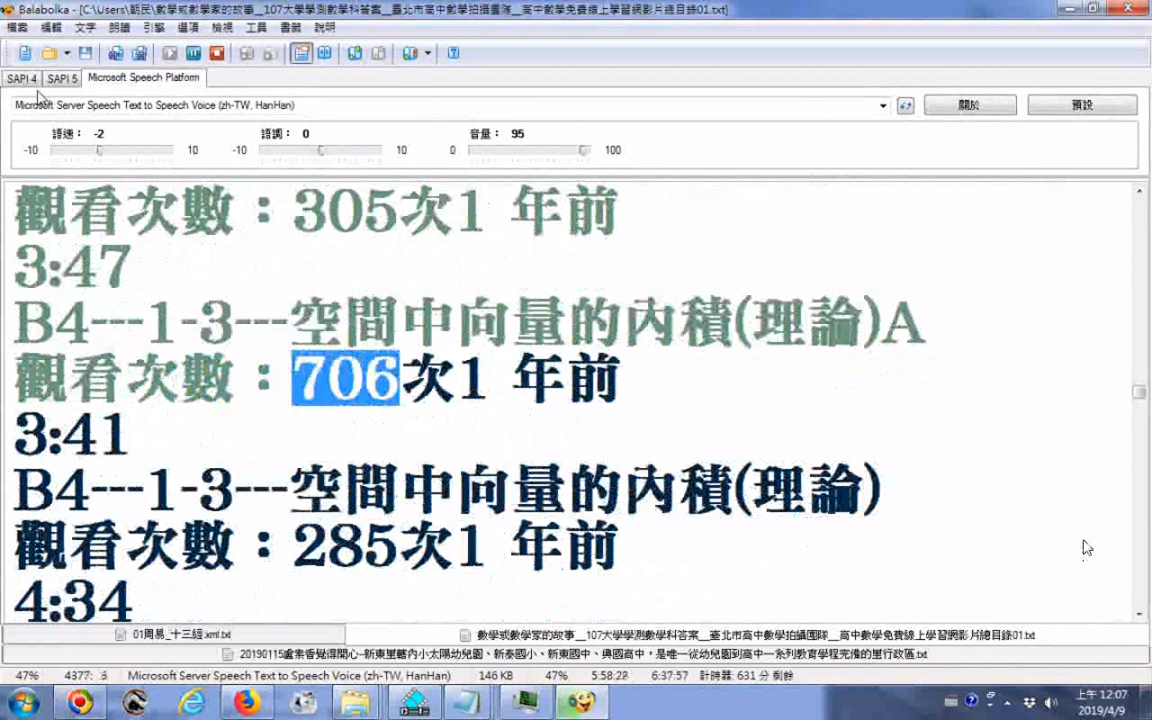 Balabolka - [C:\Users\甄民\數學或數學家的故事__107大學學測數學科答案__臺北市高中數學拍攝團隊__高中數學免費線上學習網影片總目錄01.txt]
檔案 編輯 文字 朗讀 引擎 選項 檢視 工具 書籤 說明
SAPI 4 SAPI 5 Microsoft Speech Platform
Microsoft Server Speech Text to Speech Voice (zh-TW, HanHan) 關於 預設
語速： -2 語調： 0 音量： 95
-10 10 -10 10 0 100
觀看次數：305次1 年前
3:47
B4---1-3---空間中向量的內積(理論)A
觀看次數：706次1 年前
3:41
B4---1-3---空間中向量的內積(理論)
觀看次數：285次1 年前
4:34
01周易_十三經.xml.txt 數學或數學家的故事__107大學學測數學科答案__臺北市高中數學拍攝團隊__高中數學免費線上學習網影片總目錄01.txt
20190115盧素香覺得開心-新東里轄內小太陽幼兒園、新泰國小、新東國中、興國高中，是唯一從幼兒園到高中一系列教育學程完備的里行政區.txt
47% 4377: Microsoft Server Speech Text to Speech Voice (zh-TW, HanHan) 146 KB 47% 5:58:28 6:37:57 計時器: 631 分 剩餘
上午 12:07
2019/4/9